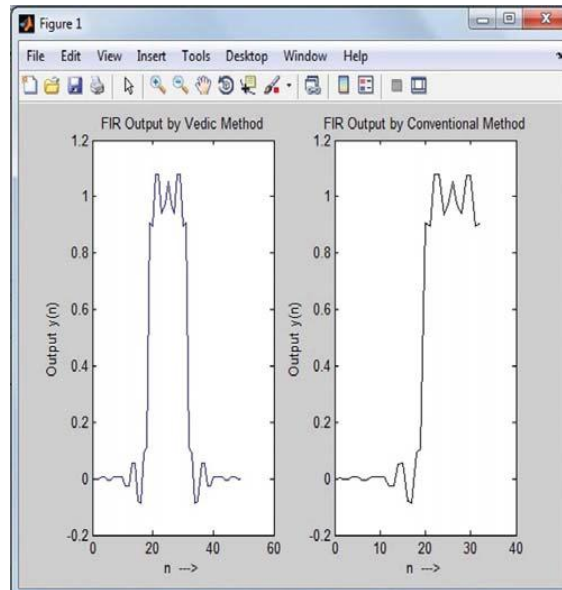 Figure 1
File Edit View Insert Tools Desktop Window Help
FIR Output by Vedic Method
1.2
1
0.8
0.6
0.4
0.2
0
-0.2
Output y(n)
0 20 40 60
n --->
FIR Output by Conventional Method
1.2
1
0.8
0.6
0.4
0.2
0
-0.2
Output y(n)
0 10 20 30 40
n --->